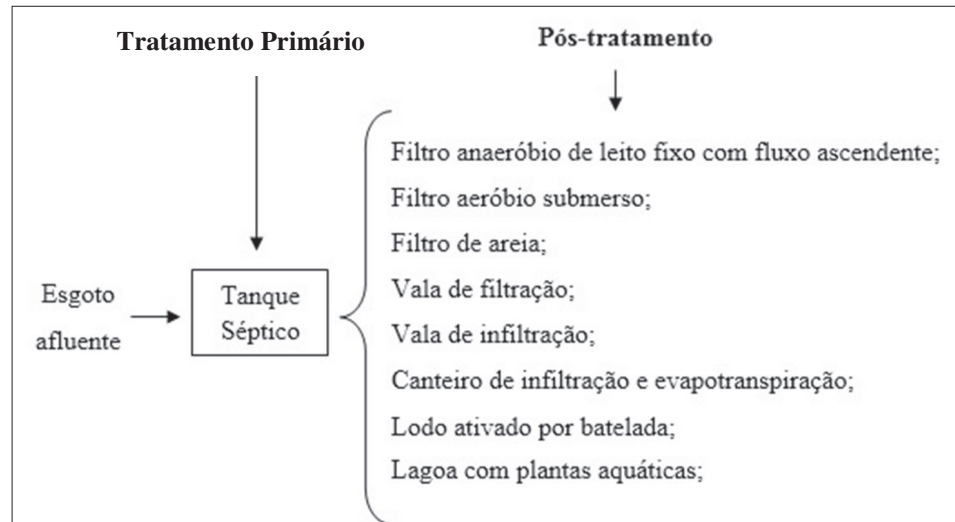 Tratamento Primário
Pós-tratamento
Filtro anaeróbio de leito fixo com fluxo ascendente;
Filtro aeróbio submerso;
Filtro de areia;
Vala de filtração;
Vala de infiltração;
Canteiro de infiltração e evapotranspiração;
Lodo ativado por batelada;
Lagoa com plantas aquáticas;
Esgoto
afluente
Tanque
Séptico